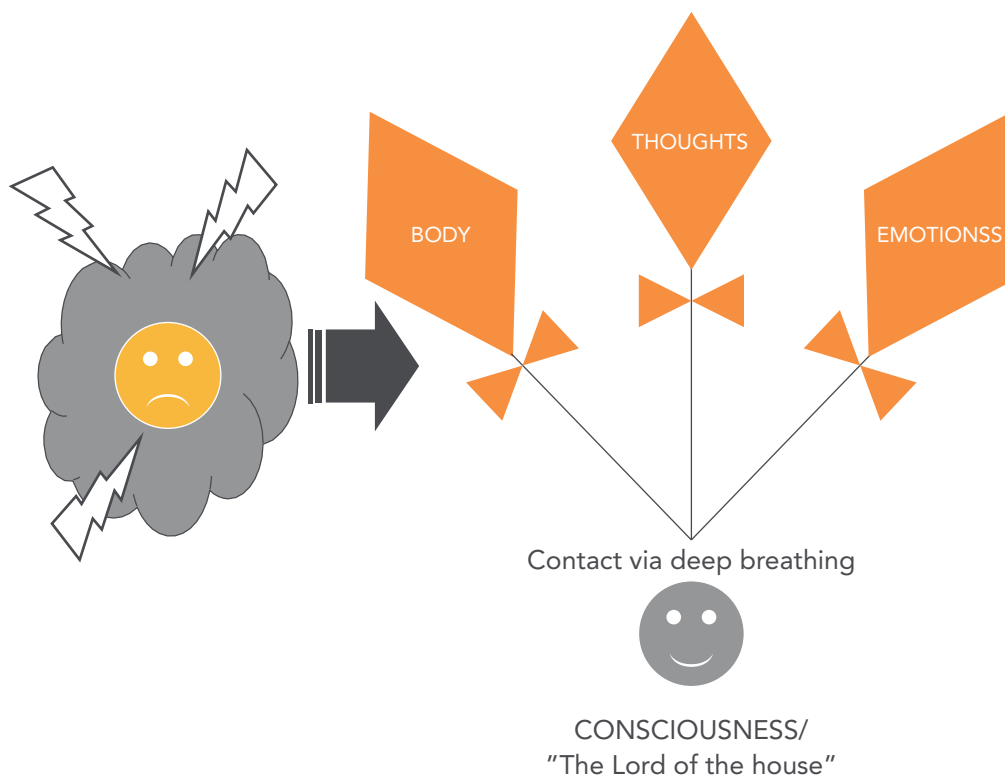 THOUGHTS
BODY
EMOTIONSS
Contact via deep breathing
CONSCIOUSNESS/
"The Lord of the house"